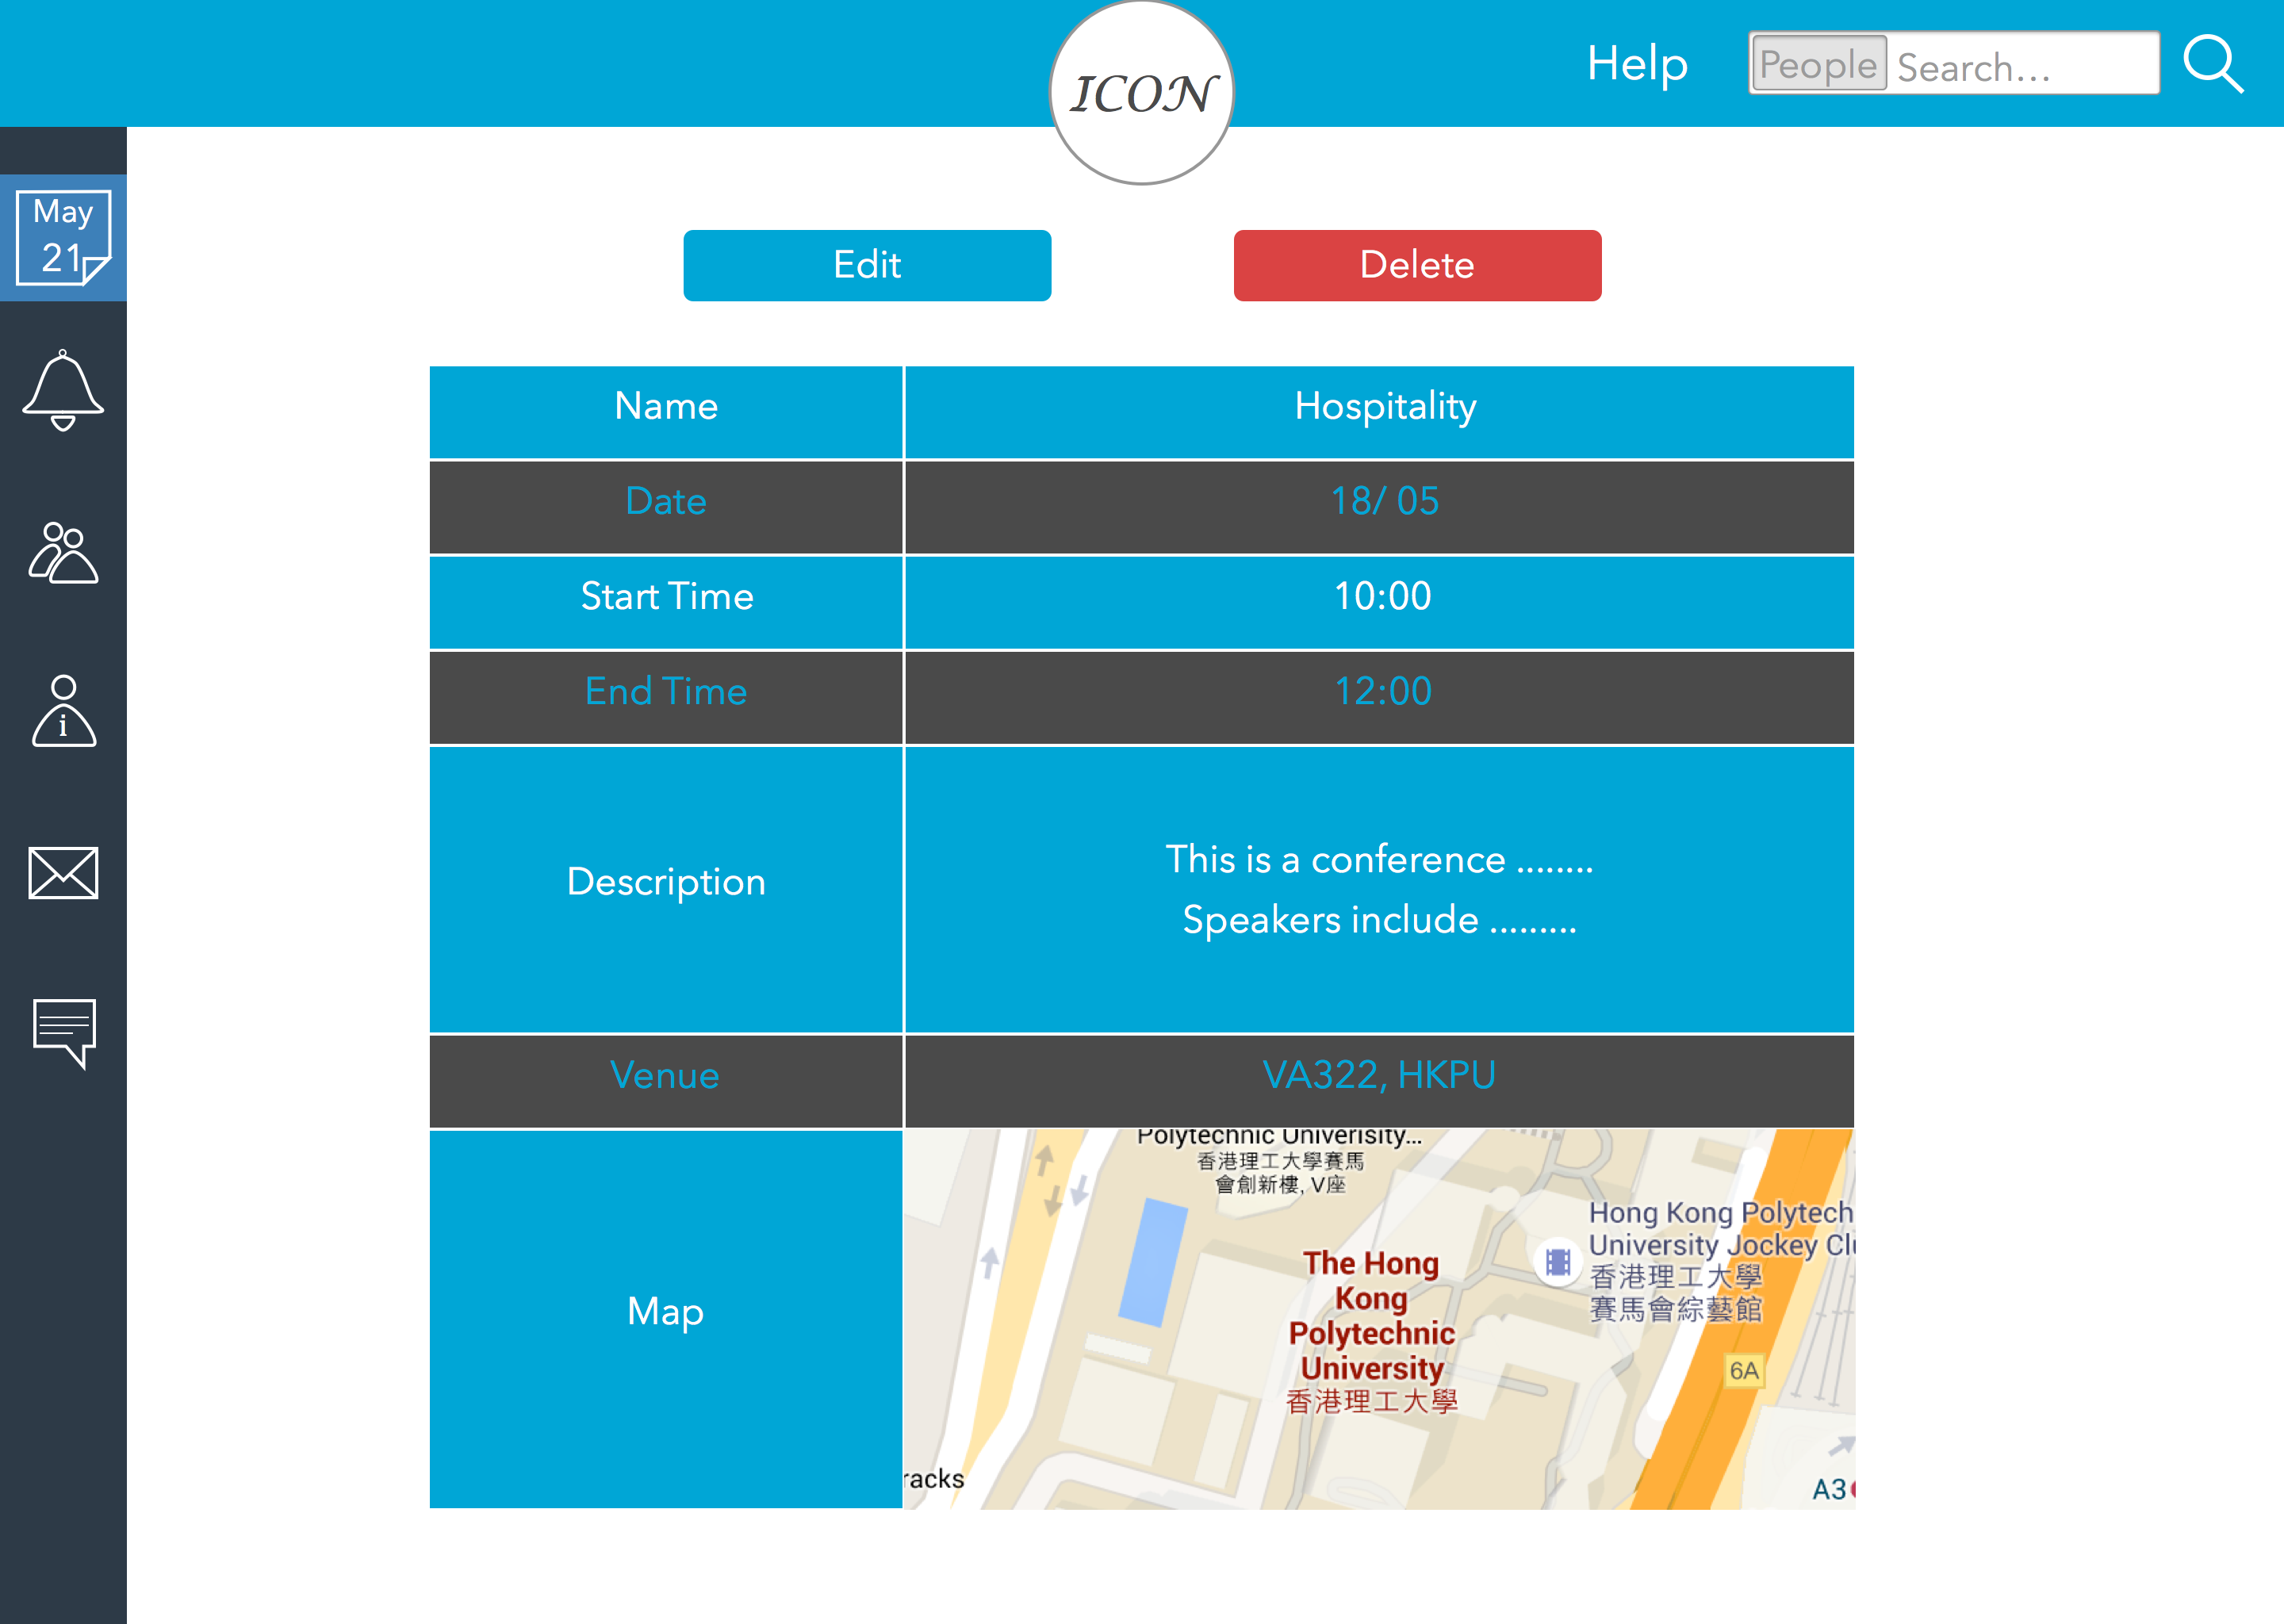 ICON
Help
People Search...
May
21
Edit
Delete
Name
Hospitality
Date
18/ 05
Start Time
10:00
End Time
12:00
Description
This is a conference ........
Speakers include .........
Venue
VA322, HKPU
Map
Polytechnic Univerisity...
香港理工大學賽馬
會創新樓, V座
Hong Kong Polytech
University Jockey Clu
香港理工大學
賽馬會綜藝館
The Hong
Kong
Polytechnic
University
香港理工大學
6A
racks
A3
i